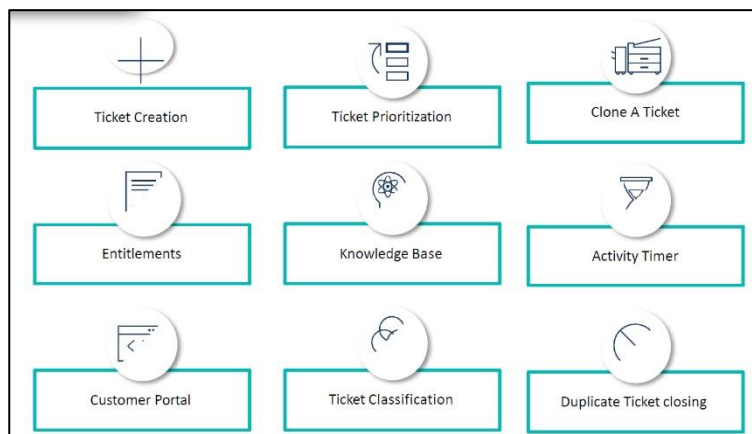 Ticket Creation
Ticket Prioritization
Clone A Ticket
Entitlements
Knowledge Base
Activity Timer
Customer Portal
Ticket Classification
Duplicate Ticket closing